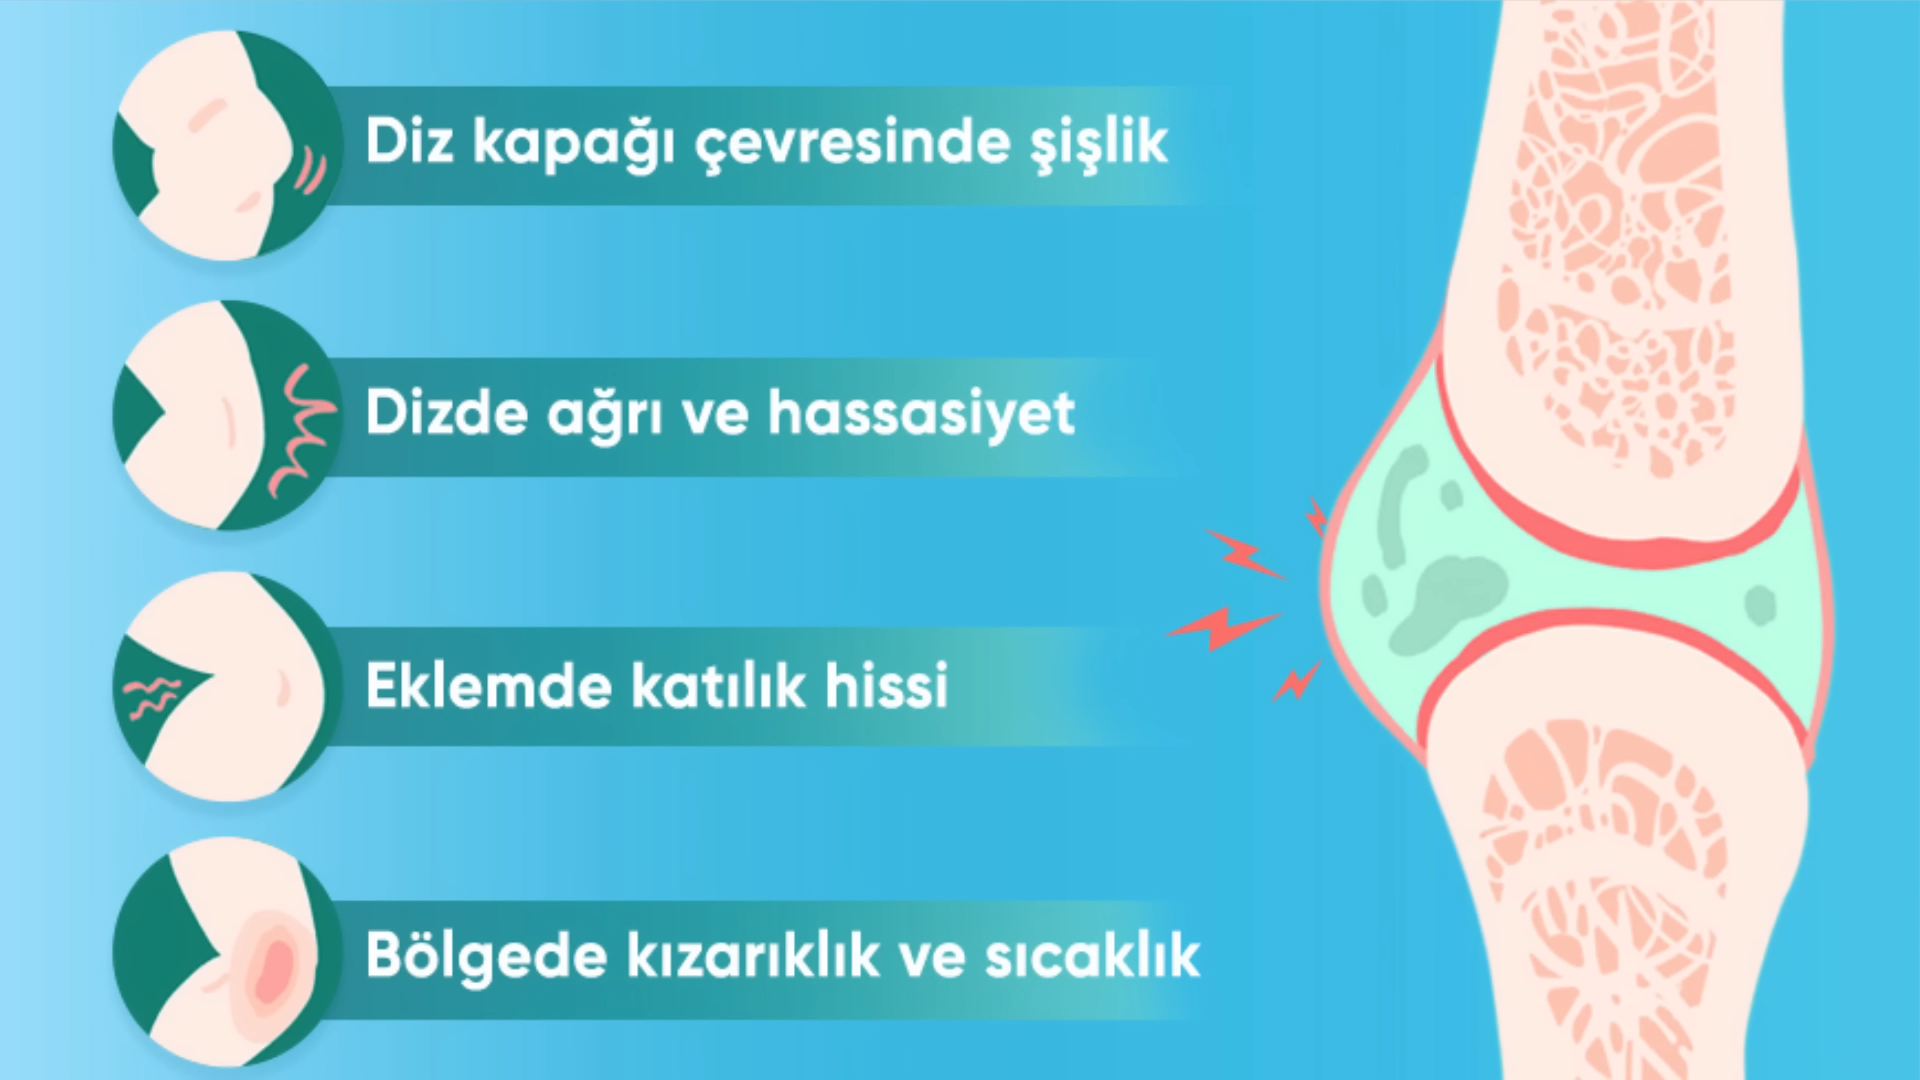 Diz kapağı çevresinde şişlik
Dizde ağrı ve hassasiyet
Eklemde katılık hissi
Bölgede kızarıklık ve sıcaklık